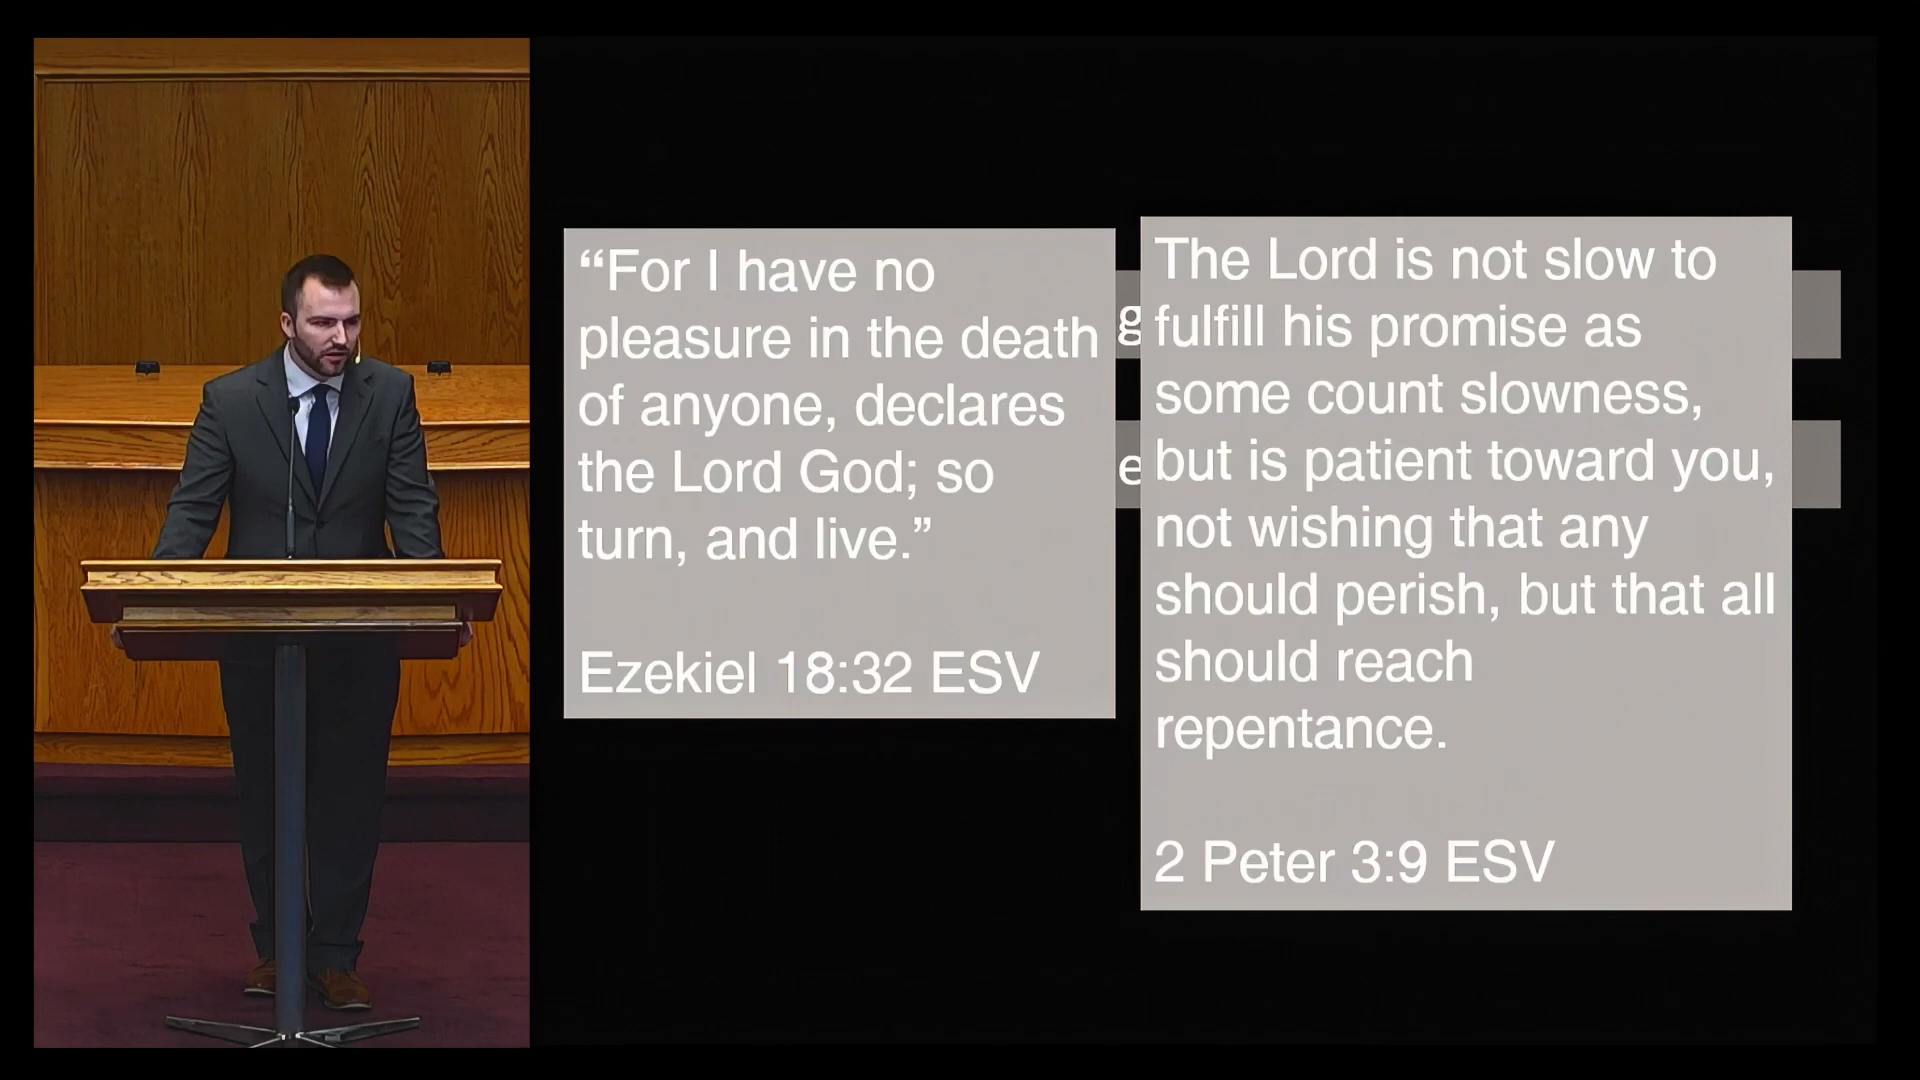 “For I have no
pleasure in the death
of anyone, declares
the Lord God; so
turn, and live.”
Ezekiel 18:32 ESV
g
e
The Lord is not slow to
fulfill his promise as
some count slowness,
but is patient toward you,
not wishing that any
should perish, but that all
should reach
repentance.
2 Peter 3:9 ESV